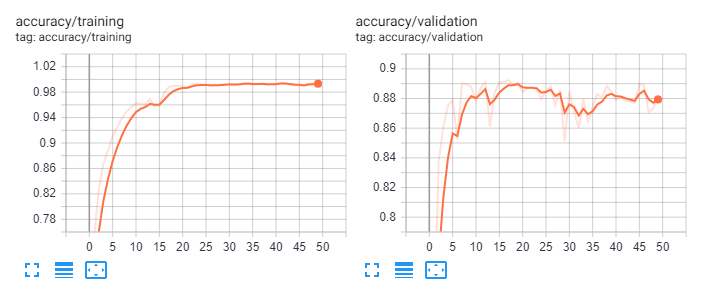 accuracy/training
tag: accuracy/training
1.02
0.98
0.94
0.9
0.86
0.82
0.78
0 5 10 15 20 25 30 35 40 45 50
accuracy/validation
tag: accuracy/validation
0.9
0.88
0.86
0.84
0.82
0.8
0 5 10 15 20 25 30 35 40 45 50